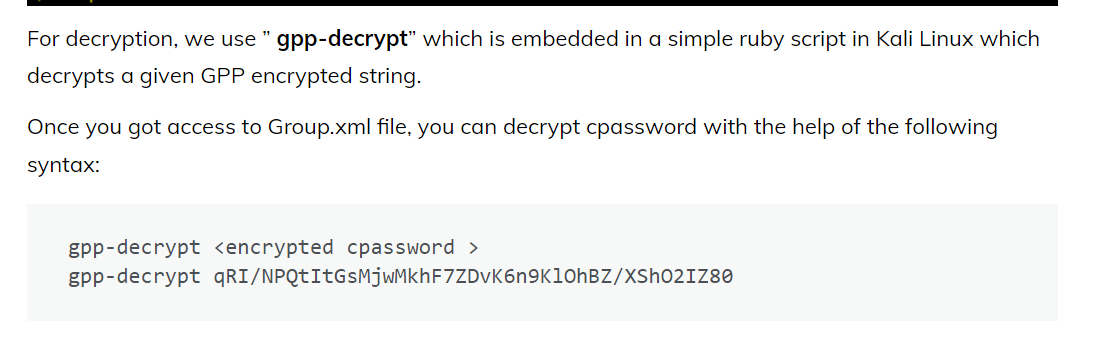 For decryption, we use ” gpp-decrypt” which is embedded in a simple ruby script in Kali Linux which
decrypts a given GPP encrypted string.
Once you got access to Group.xml file, you can decrypt cpassword with the help of the following
syntax:
gpp-decrypt <encrypted cpassword >
gpp-decrypt qRI/NPQtItGsMjwMkhF7ZDvK6n9KlOhBZ/XShO2IZ80